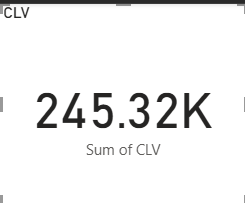 CLV
245.32K
Sum of CLV